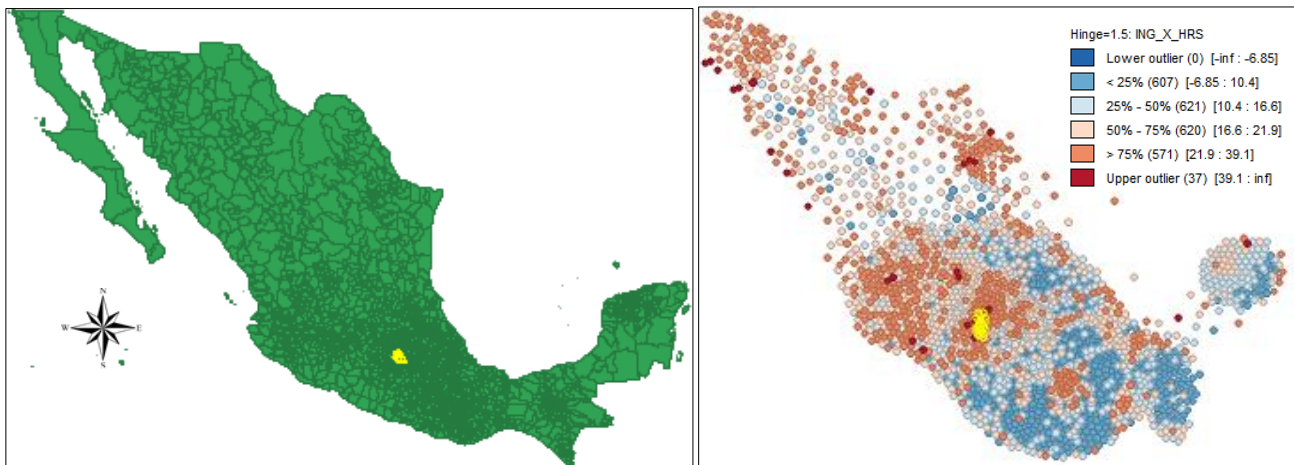 N
W
E
S
Hinge=1.5: ING_X_HRS
Lower outlier (0) [-inf : -6.85]
< 25% (607) [-6.85 : 10.4]
25% - 50% (621) [10.4 : 16.6]
50% - 75% (620) [16.6 : 21.9]
> 75% (571) [21.9 : 39.1]
Upper outlier (37) [39.1 : inf]